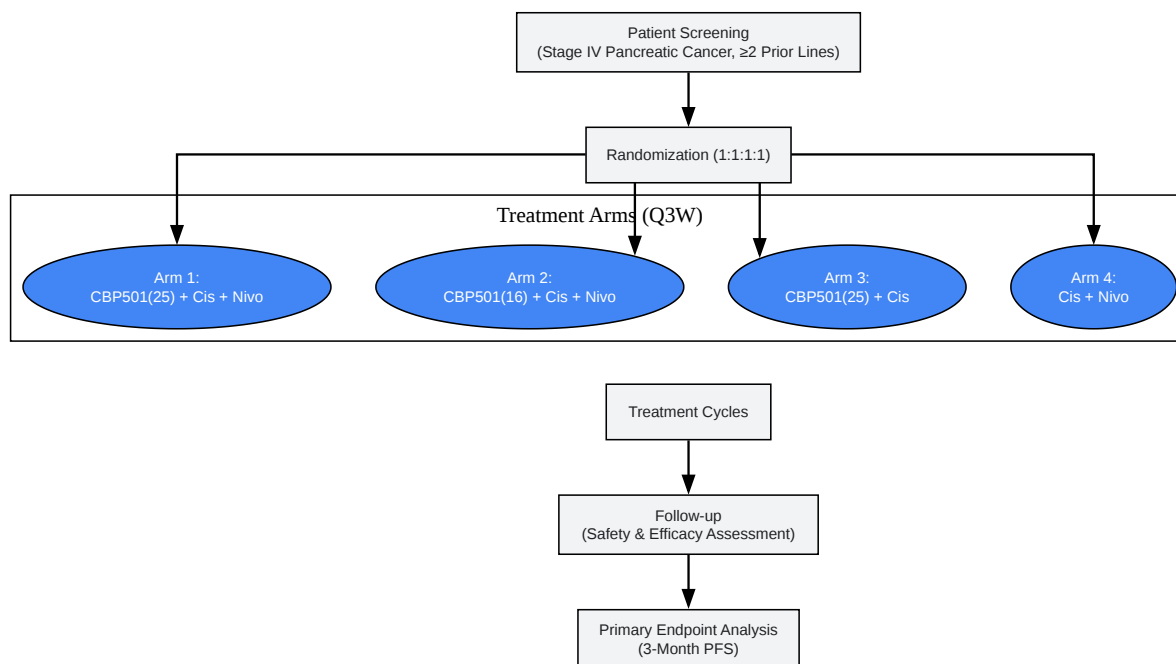 Patient Screening
(Stage IV Pancreatic Cancer, ≥2 Prior Lines)
Randomization (1:1:1:1)
Treatment Arms (Q3W)
Arm 1:
CBP501(25) + Cis + Nivo
Arm 2:
CBP501(16) + Cis + Nivo
Arm 3:
CBP501(25) + Cis
Arm 4:
Cis + Nivo
Treatment Cycles
Follow-up
(Safety & Efficacy Assessment)
Primary Endpoint Analysis
(3-Month PFS)